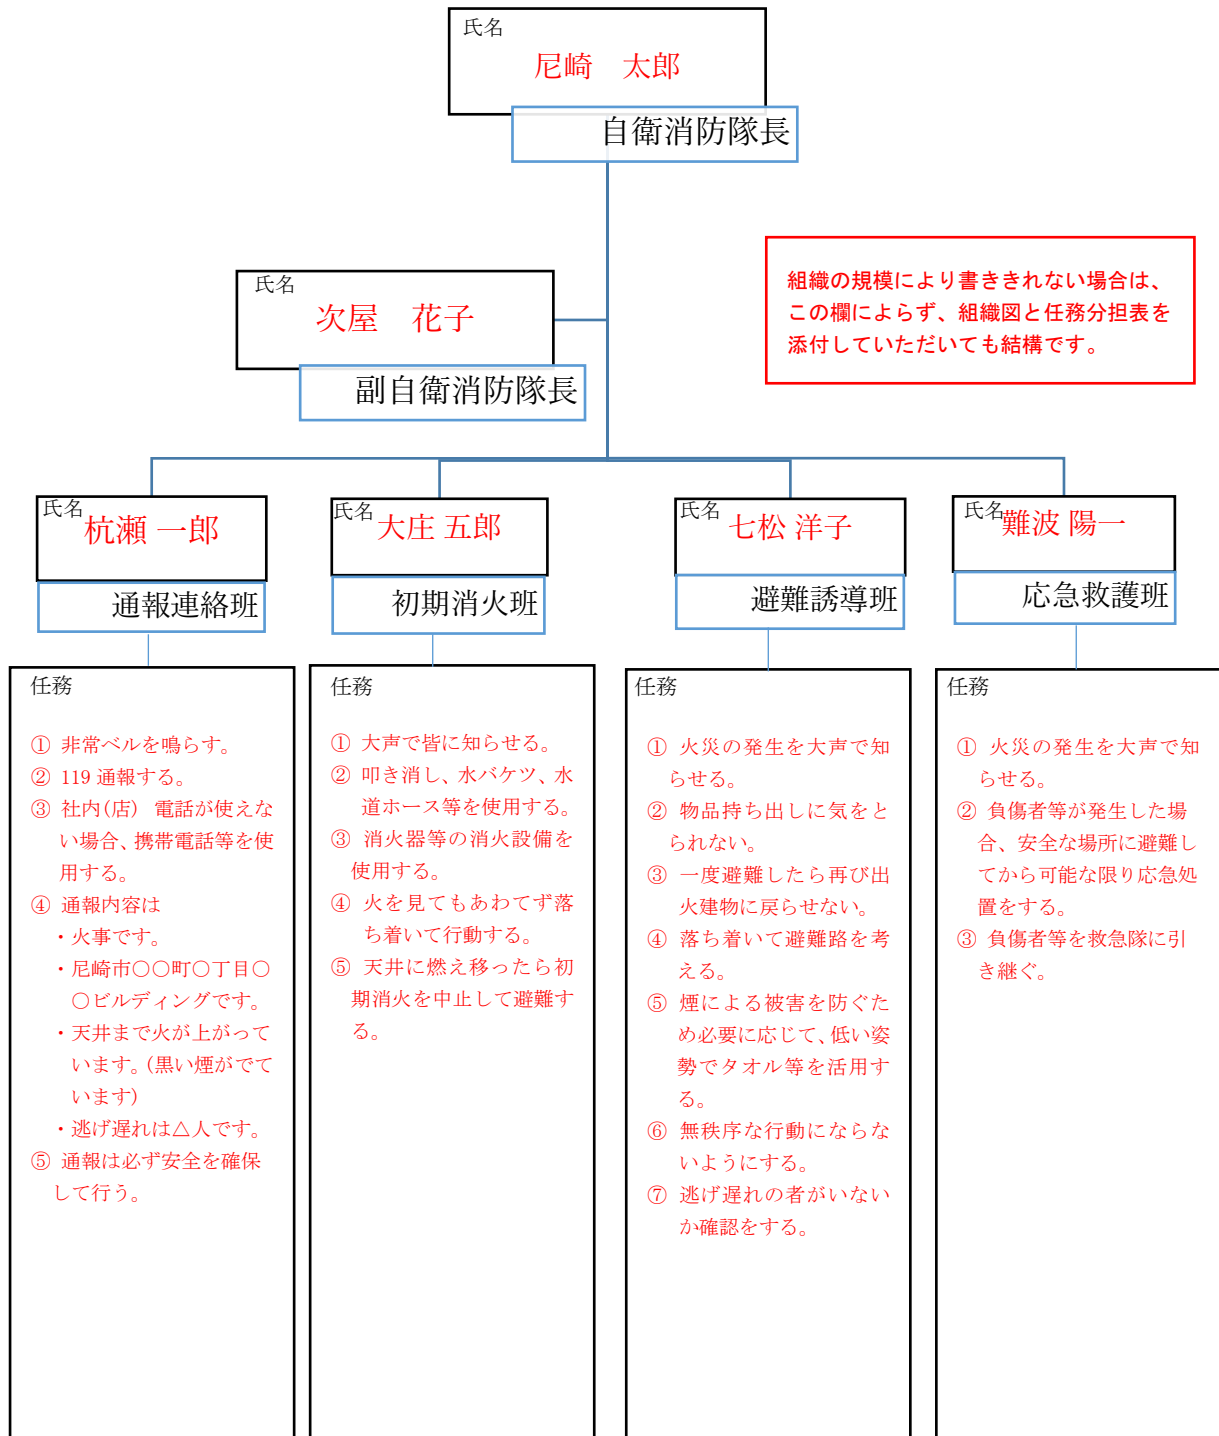 氏名
尼崎　太郎
自衛消防隊長
組織の規模により書ききれない場合は、
この欄によらず、組織図と任務分担表を
添付していただいても結構です。
氏名
次屋　花子
副自衛消防隊長
氏名
杭瀬 一郎
通報連絡班
氏名
大庄 五郎
初期消火班
氏名
七松 洋子
避難誘導班
氏名
難波 陽一
応急救護班
任務
① 非常ベルを鳴らす。
② 119 通報する。
③ 社内(店) 電話が使えな
い場合、携帯電話等を使
用する。
④ 通報内容は
・火事です。
・尼崎市〇〇町〇丁目〇
〇ビルディングです。
・天井まで火が上がって
います。(黒い煙がでて
います)
・逃げ遅れは△人です。
⑤ 通報は必ず安全を確保
して行う。
任務
① 大声で皆に知らせる。
② 叩き消し、水バケツ、水
道ホース等を使用する。
③ 消火器等の消火設備を
使用する。
④ 火を見てもあわてず落
ち着いて行動する。
⑤ 天井に燃え移ったら初
期消火を中止して避難す
る。
任務
① 火災の発生を大声で知
らせる。
② 物品持ち出しに気をと
られない。
③ 一度避難したら再び出
火建物に戻らせない。
④ 落ち着いて避難路を考
える。
⑤ 煙による被害を防ぐた
め必要に応じて、低い姿
勢でタオル等を活用す
る。
⑥ 無秩序な行動にならな
いようにする。
⑦ 逃げ遅れの者がいない
か確認をする。
任務
① 火災の発生を大声で知
らせる。
② 負傷者等が発生した場
合、安全な場所に避難し
てから可能な限り応急処
置をする。
③ 負傷者等を救急隊に引
き継ぐ。